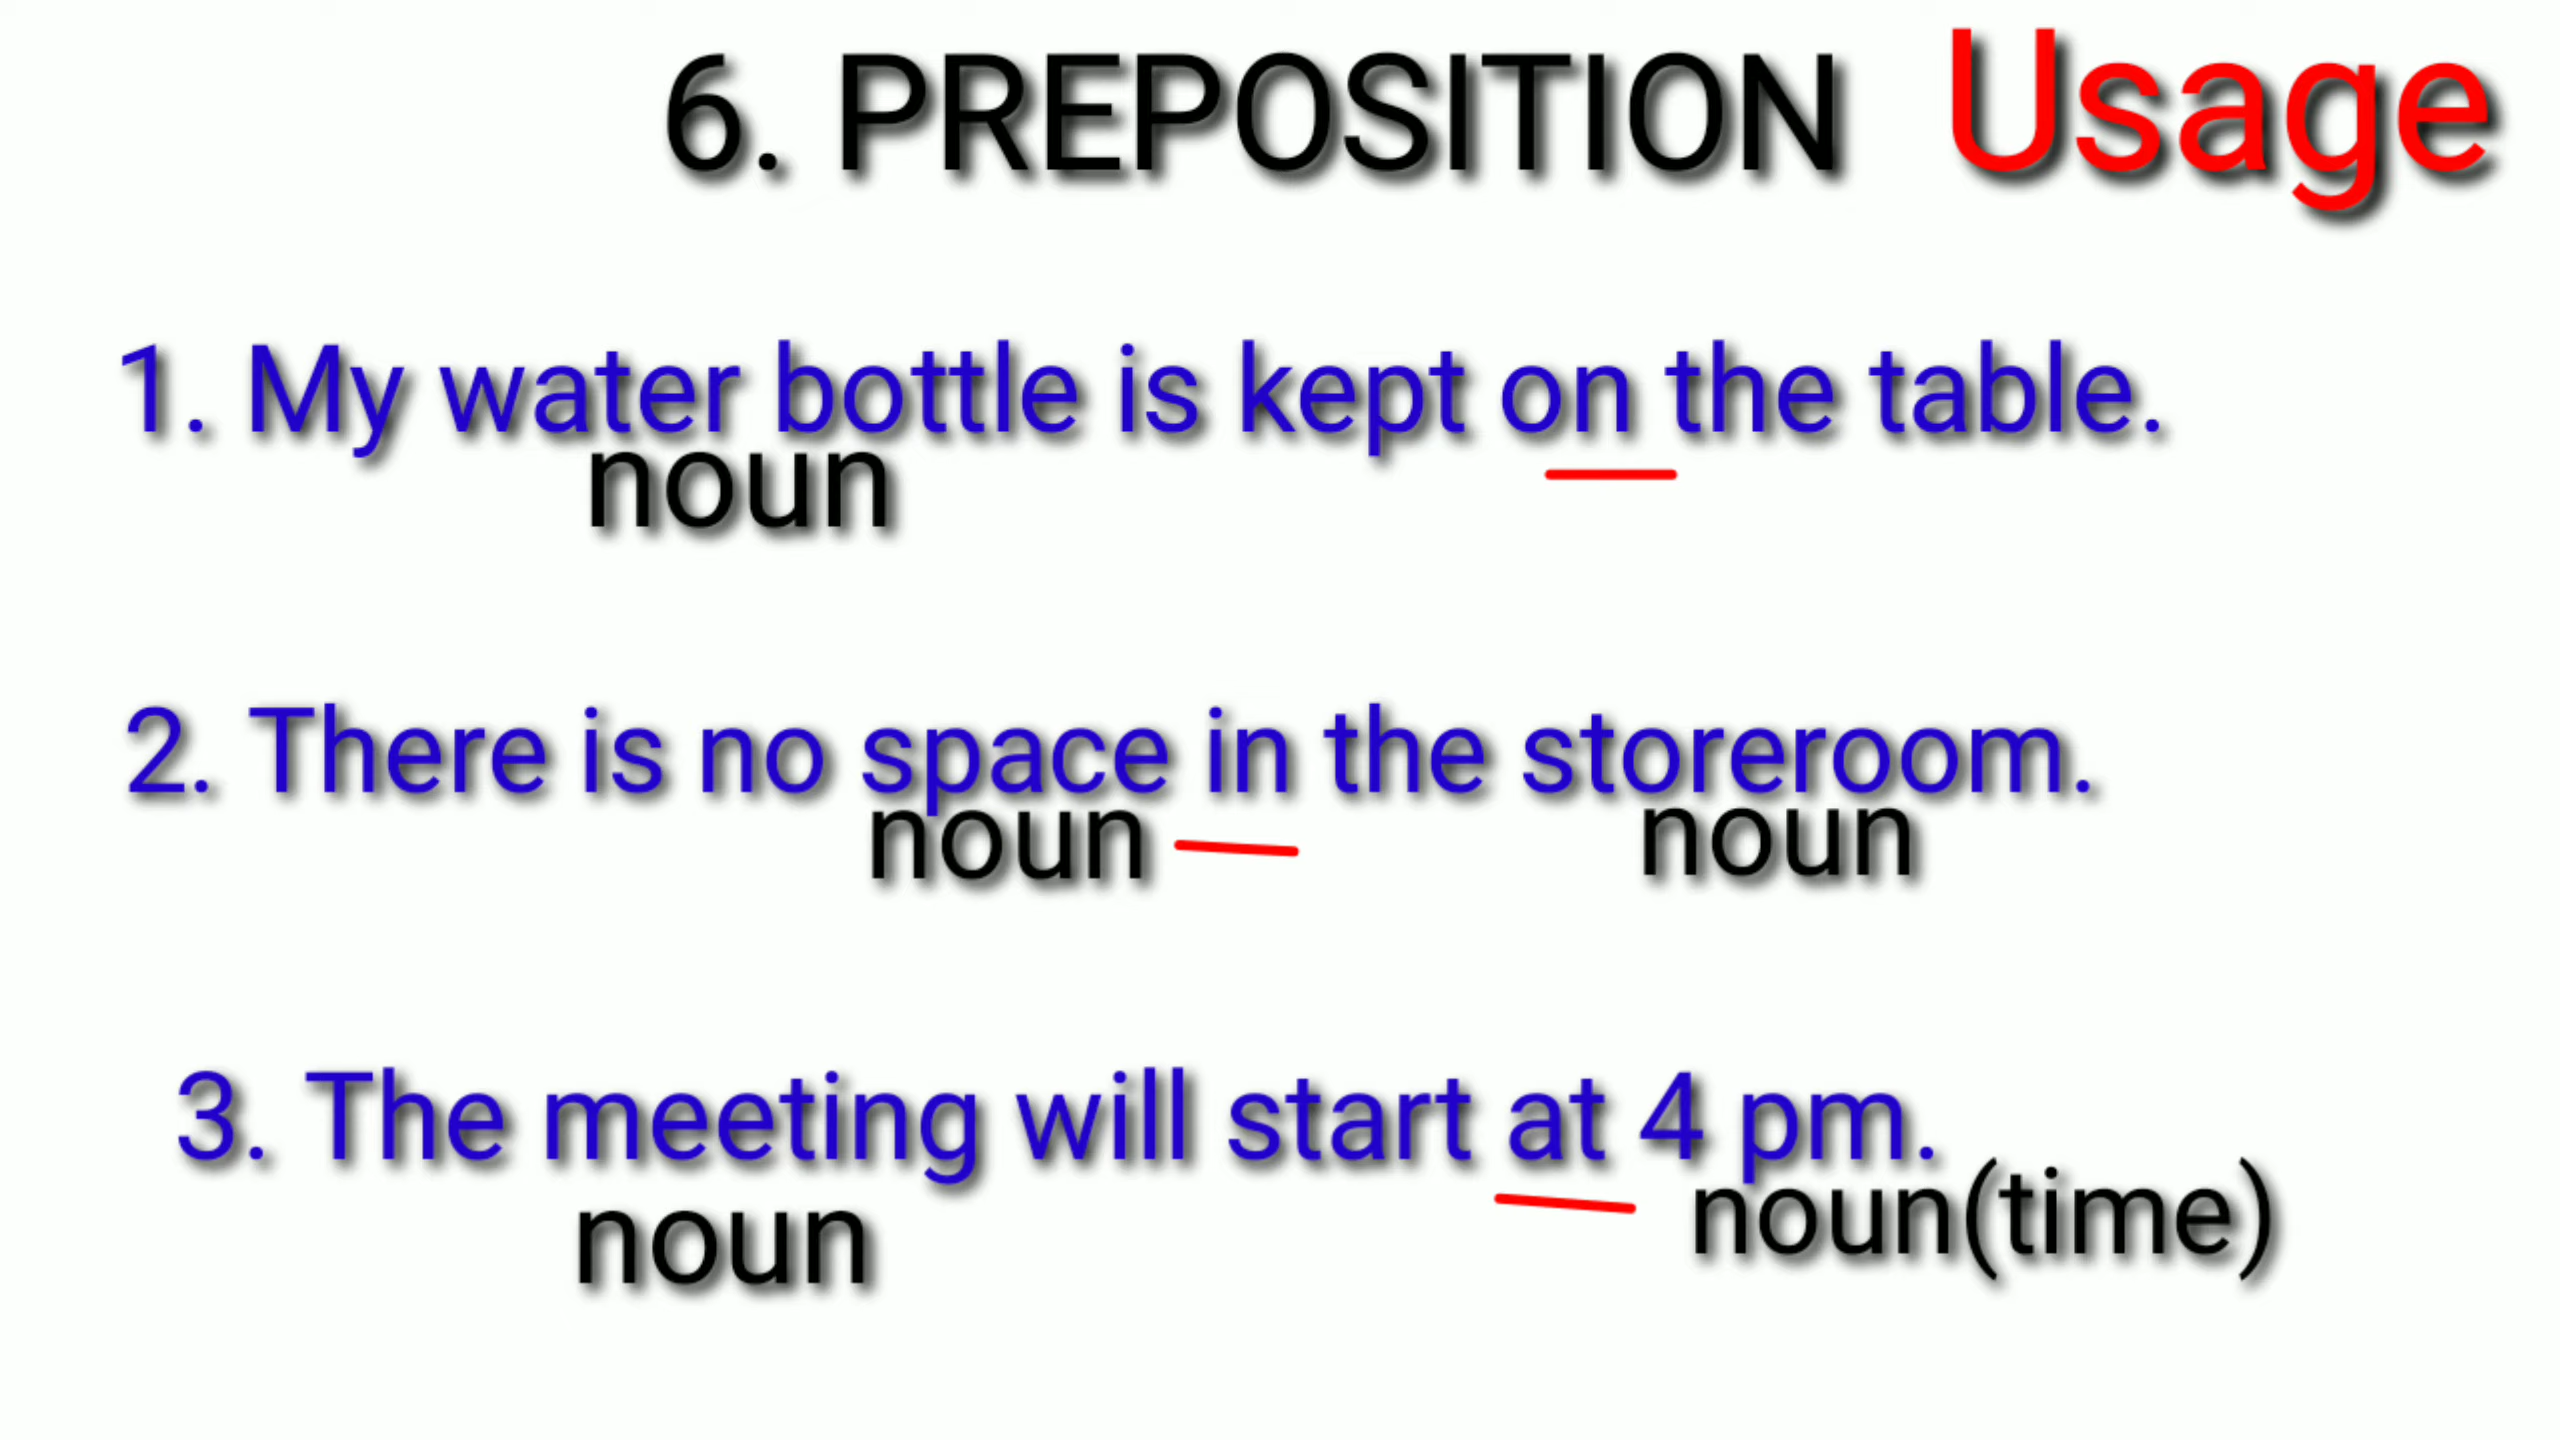 6. PREPOSITION Usage
1. My water bottle is kept on the table.
noun
2. There is no space in the storeroom.
noun noun
3. The meeting will start at 4 pm.
noun noun(time)